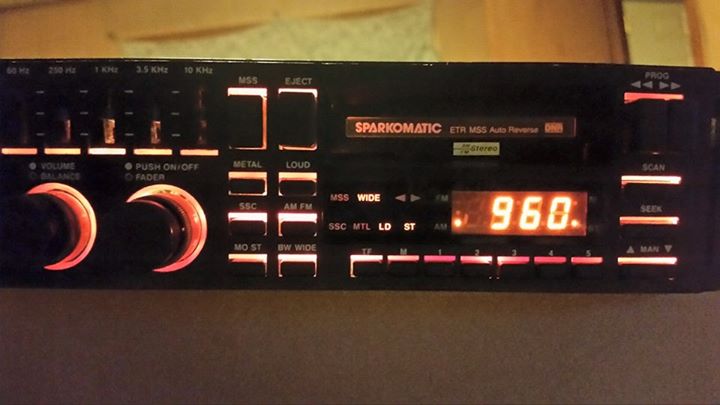 60 Hz 250 Hz 1 KHz 3.5 KHz 10 KHz
MSS EJECT
PROG
SPARKOMATIC ETR MSS Auto Reverse DNR
Stereo
VOLUME
BALANCE
PUSH ON/OFF
FADER
METAL LOUD
SCAN
SSC AM FM
MSS WIDE FM
960
SSC MTL LD ST AM
SEEK
MO ST BW WIDE
TF M 1 2 3 4 5
▲ MAN ▼